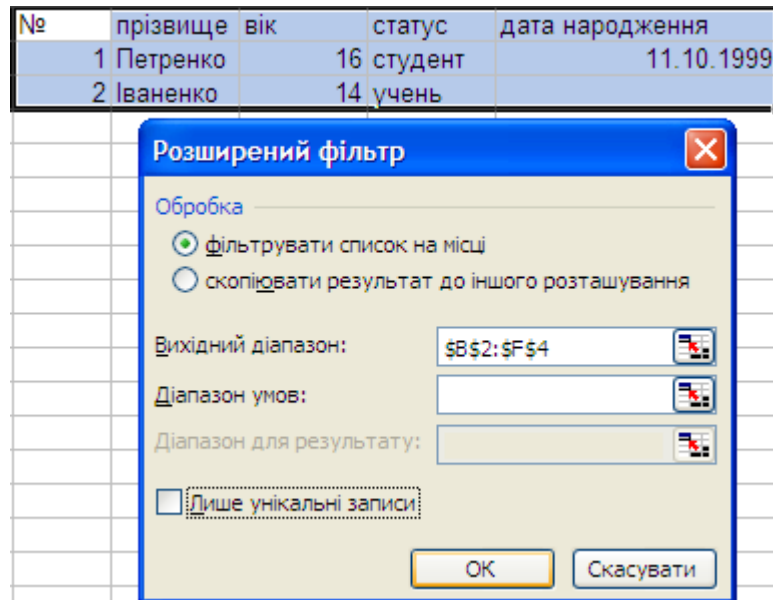 № прізвище вік статус дата народження
1 Петренко 16 студент 11.10.1999
2 Іваненко 14 учень
Розширений фільтр
Обробка
фільтрувати список на місці
скопіювати результат до іншого розташування
Вихідний діапазон: $B$2:$F$4
Діапазон умов:
Діапазон для результату:
Лише унікальні записи
ОК Скасувати